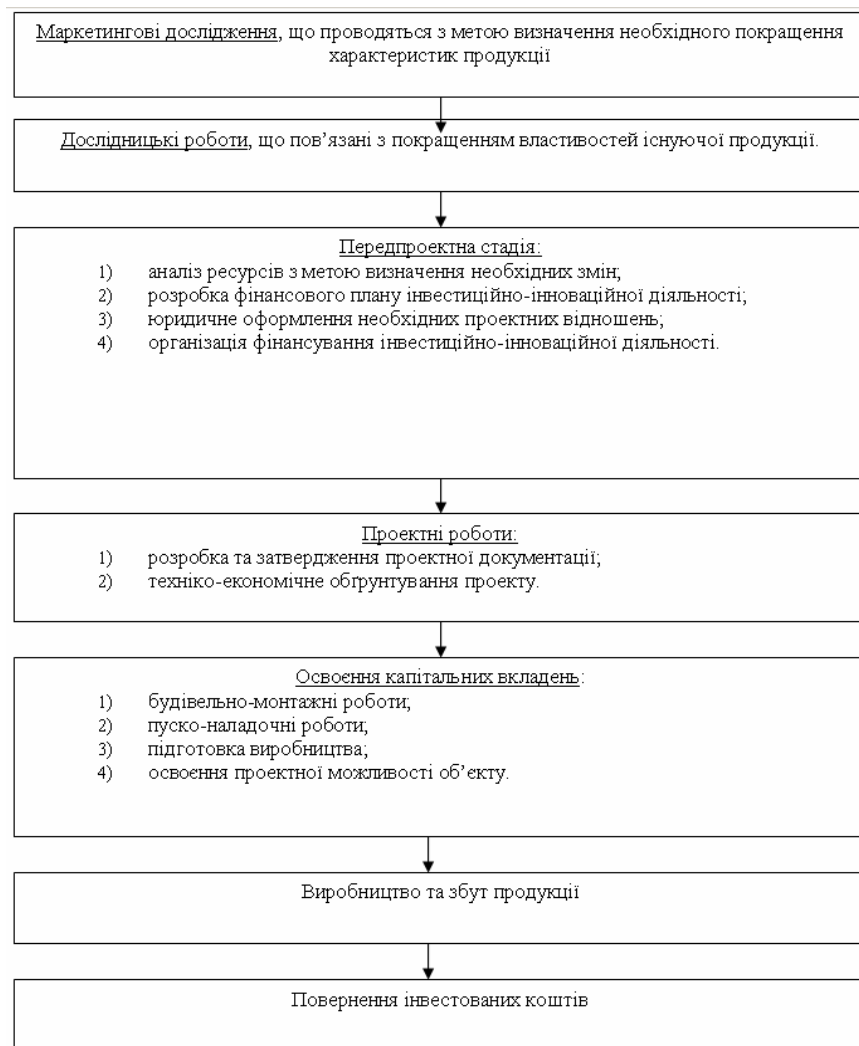 Маркетингові дослідження, що проводяться з метою визначення необхідного покращення
характеристик продукції
Дослідницькі роботи, що пов’язані з покращенням властивостей існуючої продукції.
Передпроектна стадія:
1) аналіз ресурсів з метою визначення необхідних змін;
2) розробка фінансового плану інвестиційно-інноваційної діяльності;
3) юридичне оформлення необхідних проектних відношень;
4) організація фінансування інвестиційно-інноваційної діяльності.
Проектні роботи:
1) розробка та затвердження проектної документації;
2) техніко-економічне обґрунтування проекту.
Освоєння капітальних вкладень:
1) будівельно-монтажні роботи;
2) пуско-наладочні роботи;
3) підготовка виробництва;
4) освоєння проектної можливості об’єкту.
Виробництво та збут продукції
Повернення інвестованих коштів